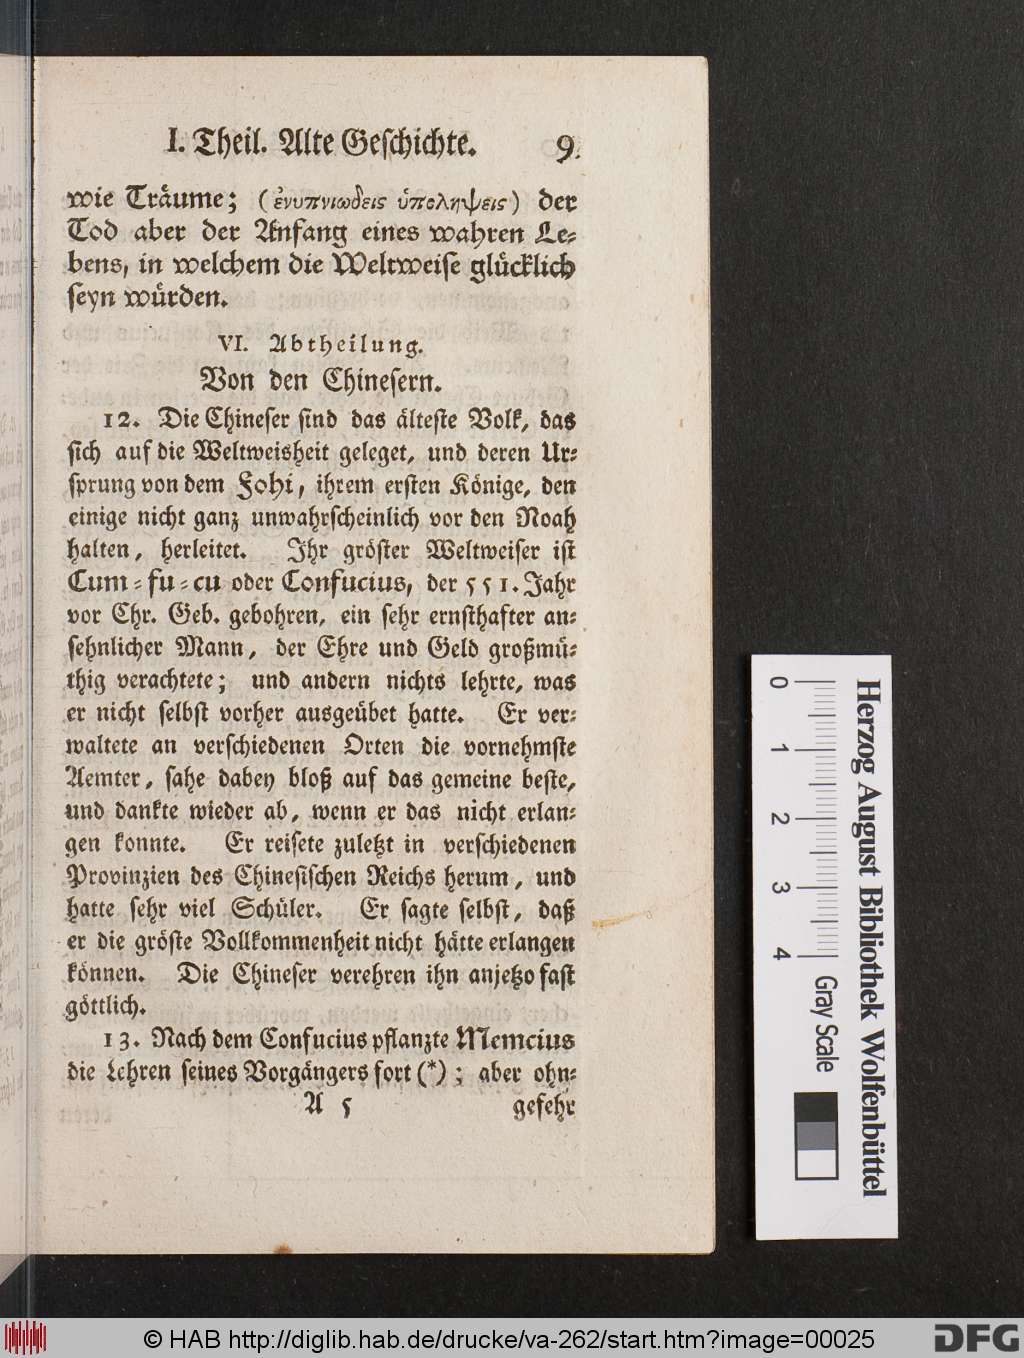 I. Theil. Alte Geschichte. 9.
wie Träume; (ἐνυπνιωδεις ὑποληψεις) der
Tod aber der Anfang eines wahren Le-
bens, in welchem die Weltweise glücklich
seyn würden.
VI. Abtheilung.
Von den Chinesern.
12. Die Chineser sind das älteste Volk, das
sich auf die Weltweisheit geleget, und deren Ur-
sprung von dem Fohi, ihrem ersten Könige, den
einige nicht ganz unwahrscheinlich vor den Noah
halten, herleitet. Ihr gröster Weltweiser ist
Cum-fu-cu oder Confucius, der 551. Jahr
vor Chr. Geb. gebohren, ein sehr ernsthafter an-
sehnlicher Mann, der Ehre und Geld großmü-
thig verachtete; und andern nichts lehrte, was
er nicht selbst vorher ausgeübet hatte. Er ver-
waltete an verschiedenen Orten die vornehmste
Aemter, sahe dabey bloß auf das gemeine beste,
und dankte wieder ab, wenn er das nicht erlan-
gen konnte. Er reisete zuletzt in verschiedenen
Provinzien des Chinesischen Reichs herum, und
hatte sehr viel Schüler. Er sagte selbst, daß
er die gröste Vollkommenheit nicht hätte erlangen
können. Die Chineser verehren ihn anjetzo fast
göttlich.
13. Nach dem Confucius pflanzte Memcius
die Lehren seines Vorgängers fort (*); aber ohn-
A 5 gefehr
0 1 2 3 4
Gray Scale
Herzog August Bibliothek Wolfenbüttel
© HAB http://diglib.hab.de/drucke/va-262/start.htm?image=00025
DFG